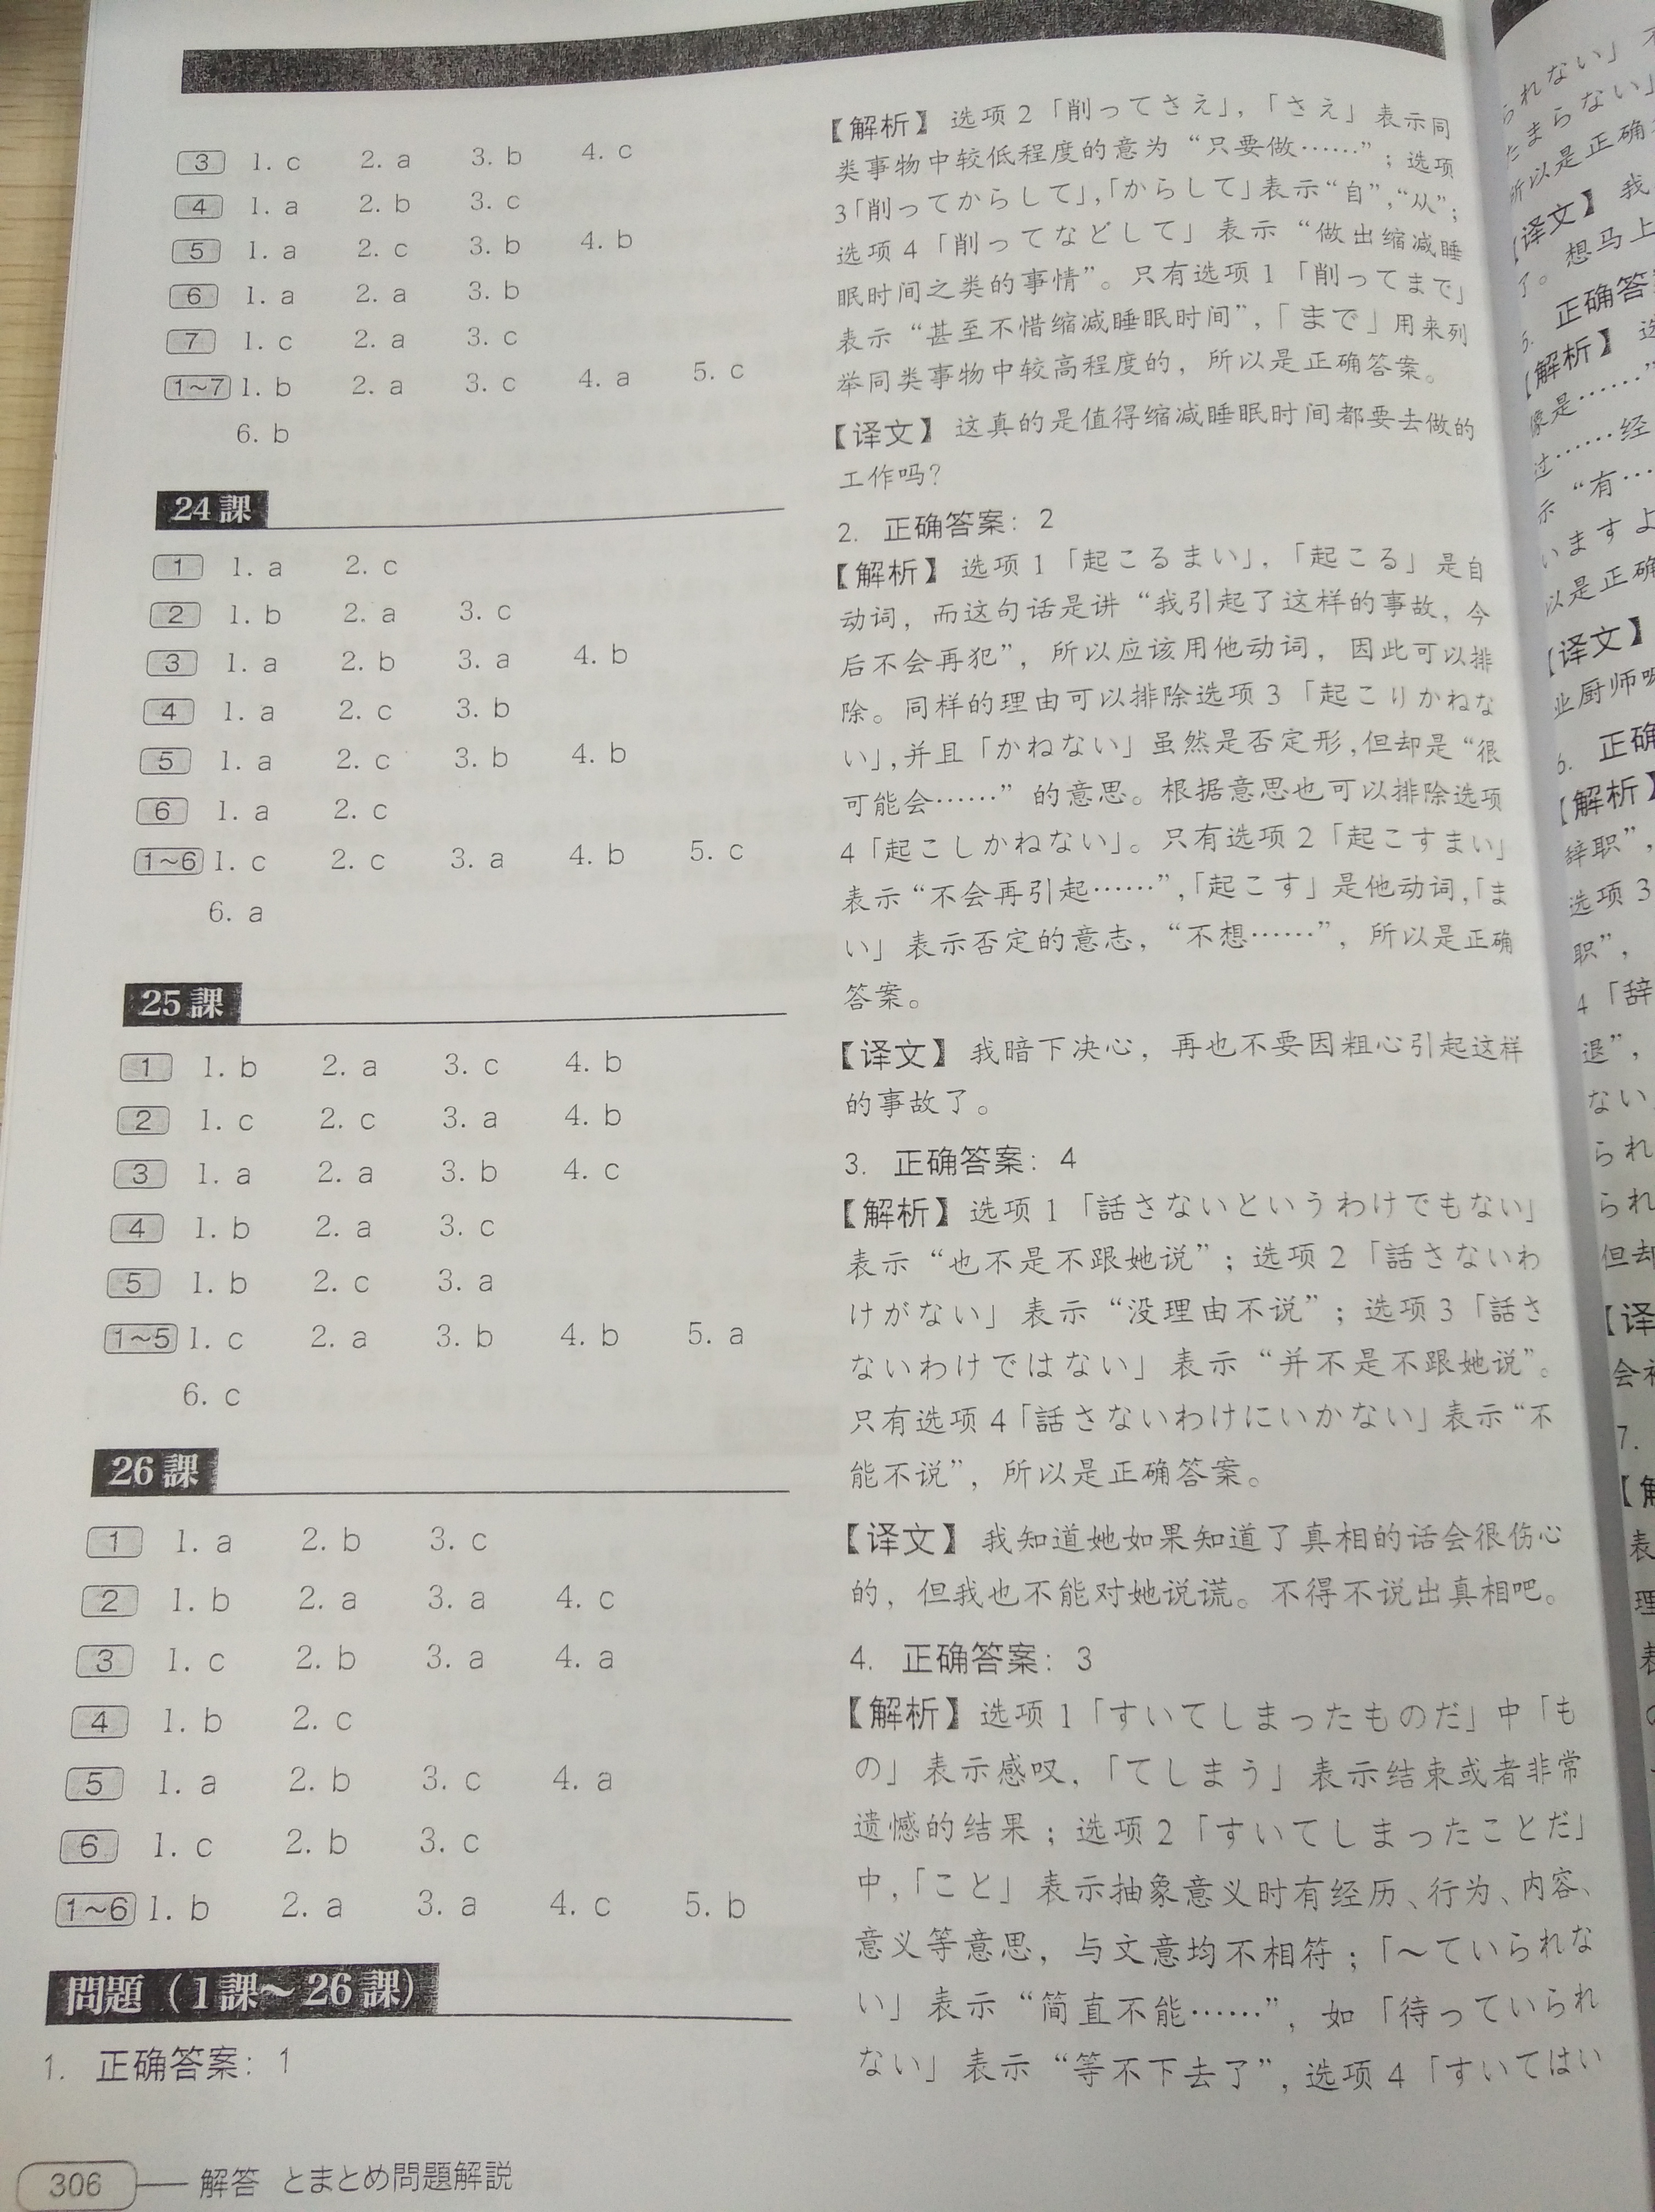 3 1. c 2. a 3. b 4. c
4 1. a 2. b 3. c
5 1. a 2. c 3. b 4. b
6 1. a 2. a 3. b
7 1. c 2. a 3. c
1～7 1. b 2. a 3. c 4. a 5. c
6. b
24課
1 1. a 2. c
2 1. b 2. a 3. c
3 1. a 2. b 3. a 4. b
4 1. a 2. c 3. b
5 1. a 2. c 3. b 4. b
6 1. a 2. c
1～6 1. c 2. c 3. a 4. b 5. c
6. a
25課
1 1. b 2. a 3. c 4. b
2 1. c 2. c 3. a 4. b
3 1. a 2. a 3. b 4. c
4 1. b 2. a 3. c
5 1. b 2. c 3. a
1～5 1. c 2. a 3. b 4. b 5. a
6. c
26課
1 1. a 2. b 3. c
2 1. b 2. a 3. a 4. c
3 1. c 2. b 3. a 4. a
4 1. b 2. c
5 1. a 2. b 3. c 4. a
6 1. c 2. b 3. c
1～6 1. b 2. a 3. a 4. c 5. b
問題（1課～26課）
1. 正确答案：1
【解析】选项2「削ってさえ」，「さえ」表示同
类事物中较低程度的意为“只要做……”；选项
3「削ってからして」，「からして」表示“自”，“从”；
选项4「削ってなどして」表示“做出缩减睡
眠时间之类的事情”。只有选项1「削ってまで」
表示“甚至不惜缩减睡眠时间”，「まで」用来列
举同类事物中较高程度的，所以是正确答案。
【译文】这真的是值得缩减睡眠时间都要去做的
工作吗？
2. 正确答案：2
【解析】选项1「起こるまい」，「起こる」是自
动词，而这句话是讲“我引起了这样的事故，今
后不会再犯”，所以应该用他动词，因此可以排
除。同样的理由可以排除选项3「起こりかねな
い」，并且「かねない」虽然是否定形，但却是“很
可能会……”的意思。根据意思也可以排除选项
4「起こしかねない」。只有选项2「起こすまい」
表示“不会再引起……”，「起こす」是他动词，「ま
い」表示否定的意志，“不想……”，所以是正确
答案。
【译文】我暗下决心，再也不要因粗心引起这样
的事故了。
3. 正确答案：4
【解析】选项1「話さないというわけでもない」
表示“也不是不跟她说”；选项2「話さないわ
けがない」表示“没理由不说”；选项3「話さ
ないわけではない」表示“并不是不跟她说”。
只有选项4「話さないわけにいかない」表示“不
能不说”，所以是正确答案。
【译文】我知道她如果知道了真相的话会很伤心
的，但我也不能对她说谎。不得不说出真相吧。
4. 正确答案：3
【解析】选项1「すいてしまったものだ」中「も
の」表示感叹，「てしまう」表示结束或者非常
遗憾的结果；选项2「すいてしまったことだ」
中，「こと」表示抽象意义时有经历、行为、内容、
意义等意思，与文意均不相符；「～ていられな
い」表示“简直不能……”，如「待っていられ
ない」表示“等不下去了”，选项4「すいてはい
306 解答 とまとめ問題解説
られない」
たまらない」
所以是正确
【译文】我
了。想马上
5. 正确答案
【解析】选
像是……”
过……经
示“有…
いますよ
以是正确
【译文】
业厨师
6. 正确
【解析】
辞职”，
选项3
职”，
4「辞
退”，
ない
られ
られ
但却
【译
会
7.
【解
表
理
表